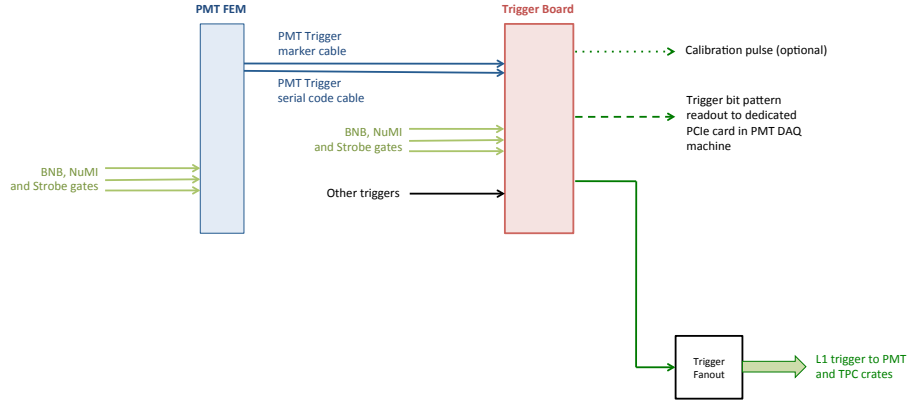 PMT FEM
Trigger Board
PMT Trigger
marker cable
PMT Trigger
serial code cable
Calibration pulse (optional)
Trigger bit pattern
readout to dedicated
PCIe card in PMT DAQ
machine
BNB, NuMI
and Strobe gates
BNB, NuMI
and Strobe gates
Other triggers
Trigger
Fanout
L1 trigger to PMT
and TPC crates